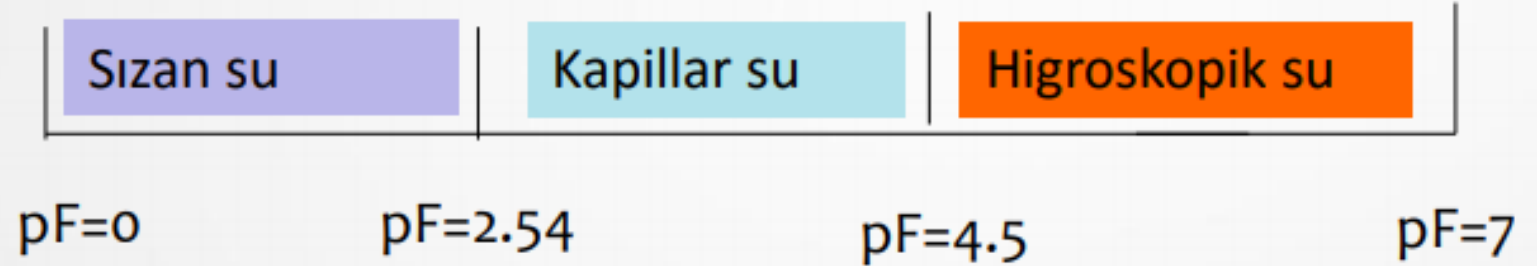 Sızan su Kapillar su Higroskopik su
pF=0 pF=2.54 pF=4.5 pF=7